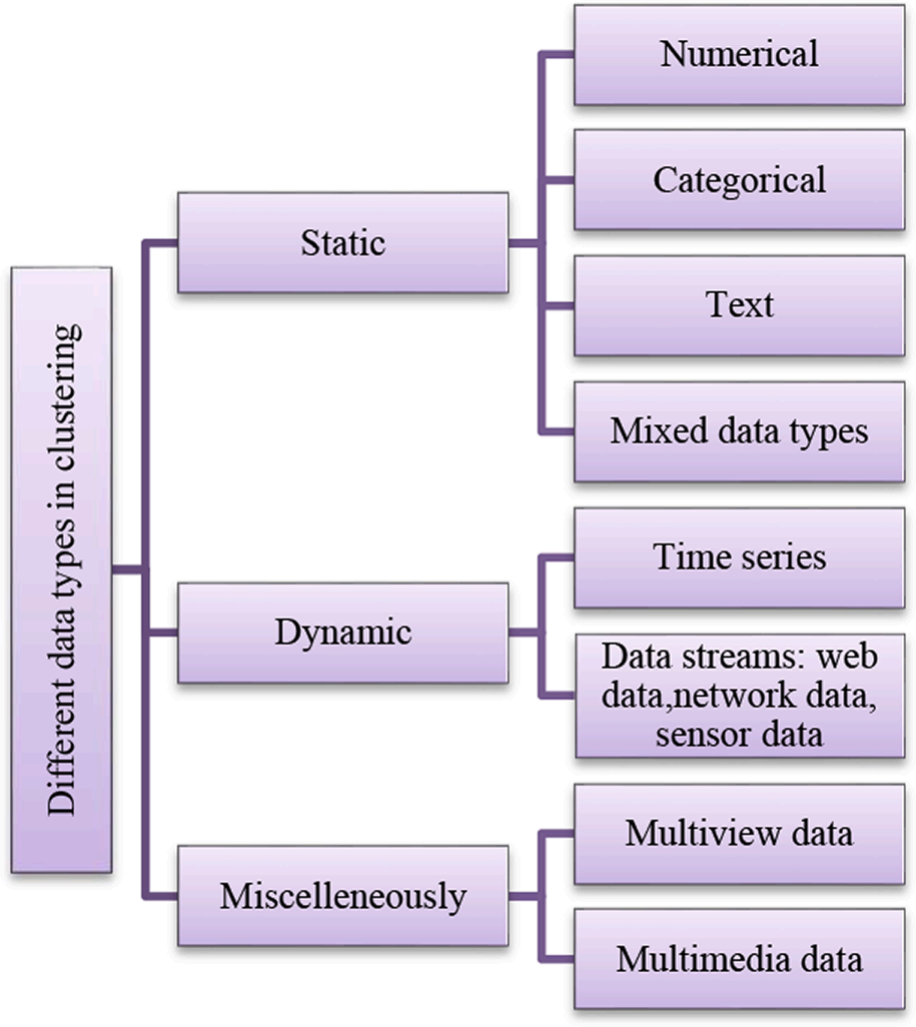 Different data types in clustering
Static
Numerical
Categorical
Text
Mixed data types
Dynamic
Time series
Data streams: web
data,network data,
sensor data
Miscelleneously
Multiview data
Multimedia data